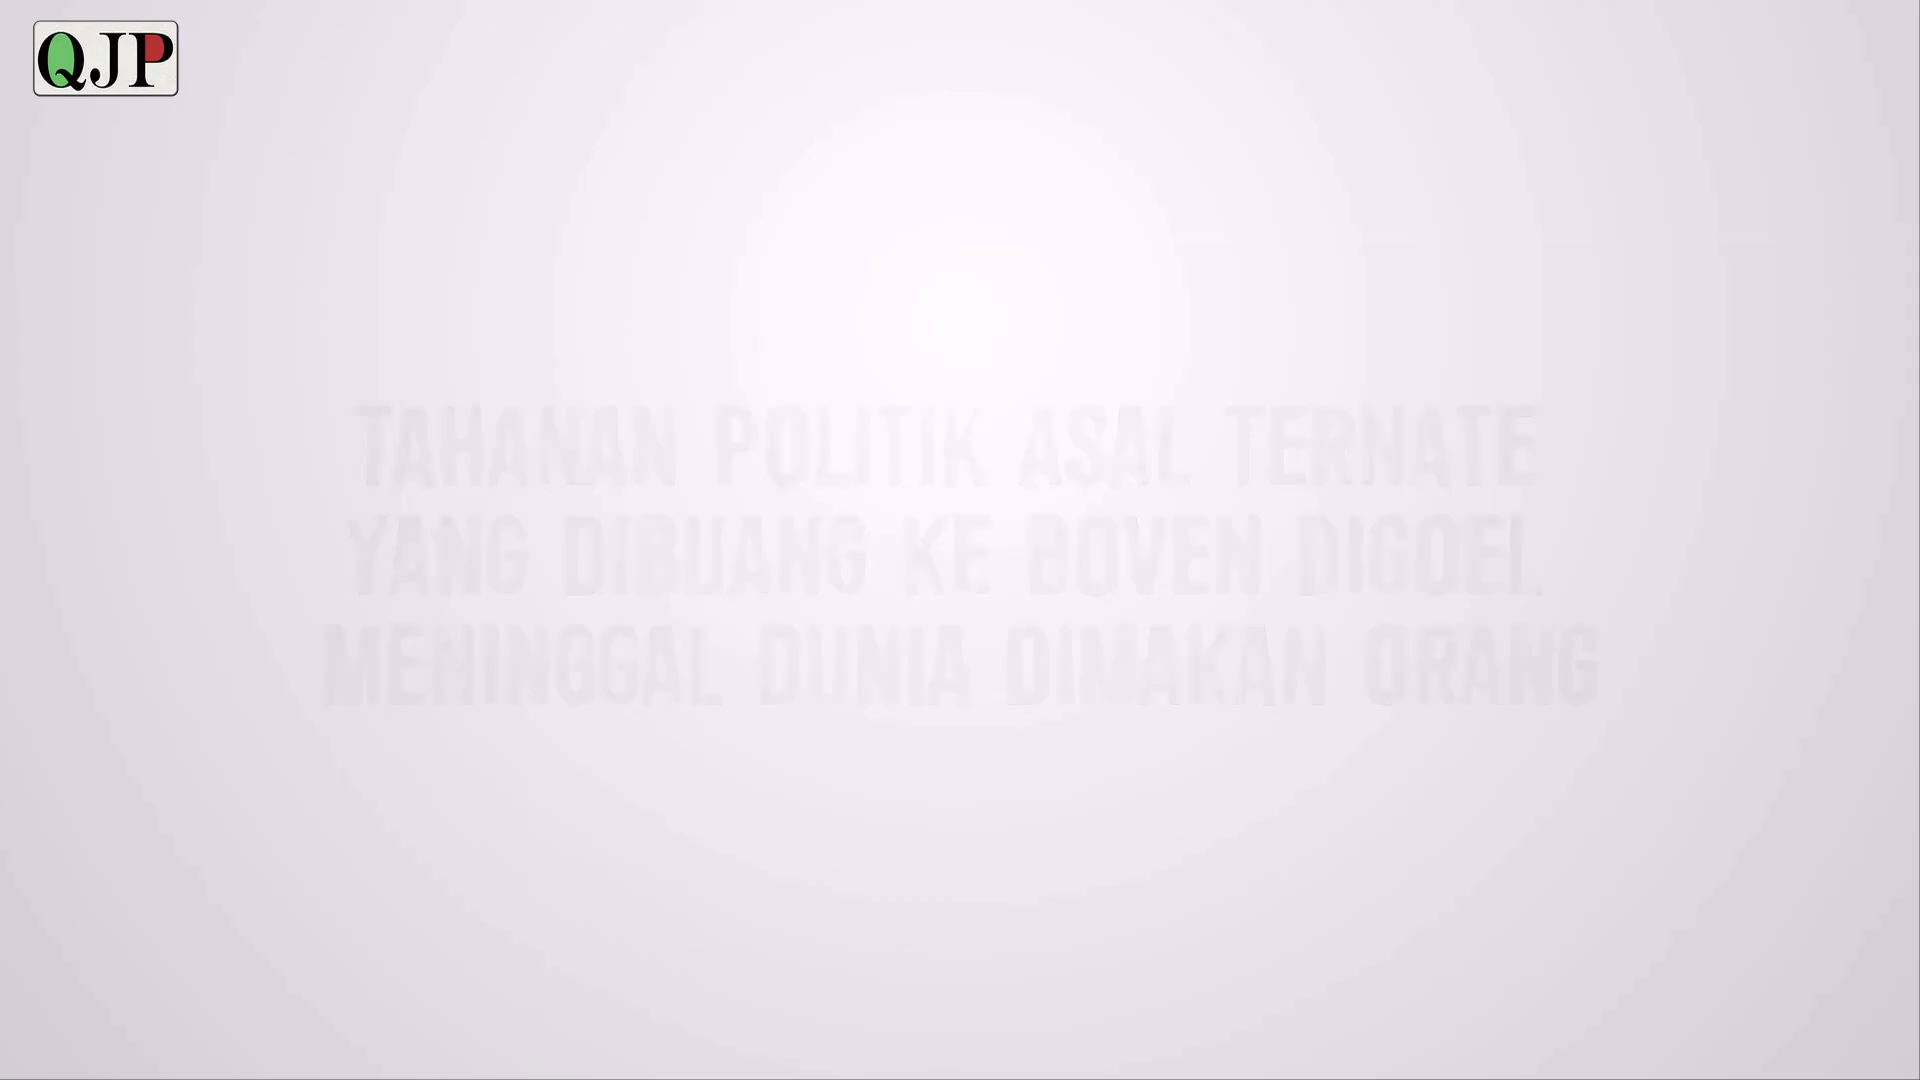 QJP
TAHANAN POLITIK ASAL TERNATE
YANG DIBUANG KE BOVEN DIGOEL
MENINGGAL DUNIA DIMAKAN ORANG